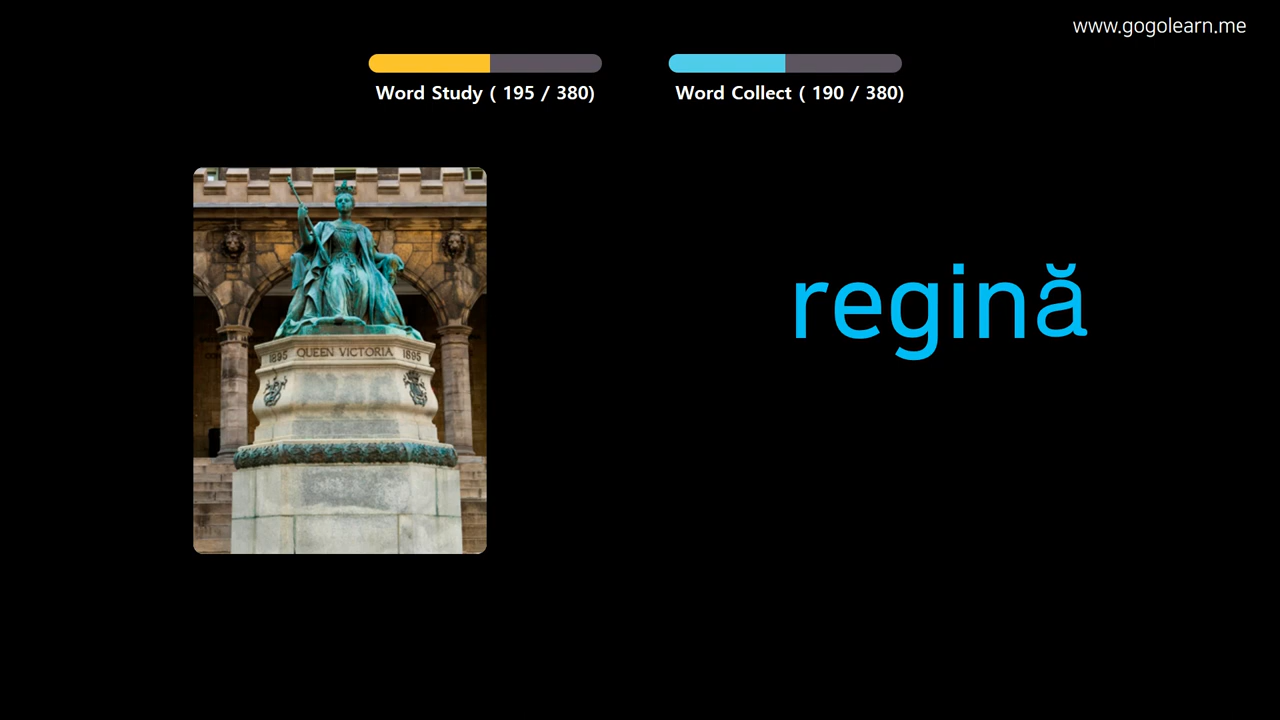 www.gogolearn.me
Word Study ( 195 / 380)
Word Collect ( 190 / 380)
regină
1895 QUEEN VICTORIA 1895